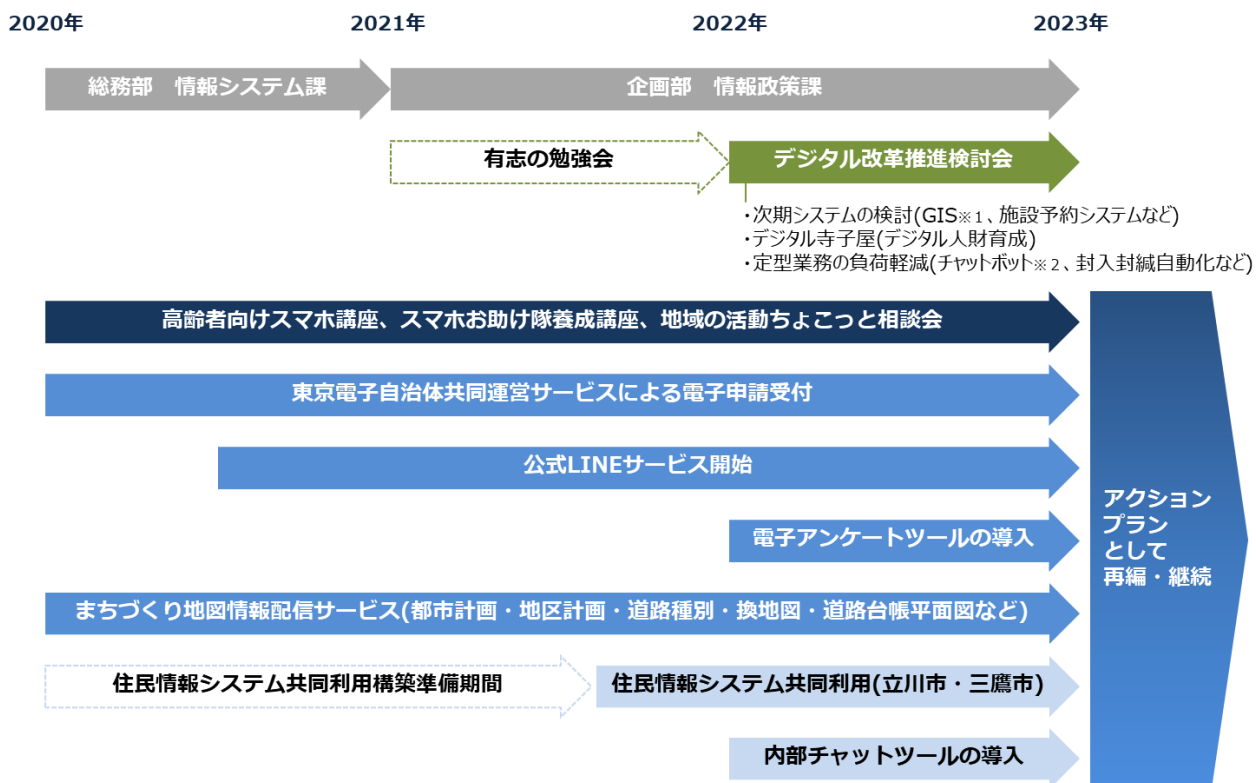 2020年
2021年
2022年
2023年
総務部　情報システム課
企画部　情報政策課
有志の勉強会
デジタル改革推進検討会
・次期システムの検討(GIS※1、施設予約システムなど)
・デジタル寺子屋(デジタル人財育成)
・定型業務の負荷軽減(チャットボット※2、封入封緘自動化など)
高齢者向けスマホ講座、スマホお助け隊養成講座、地域の活動ちょこっと相談会
東京電子自治体共同運営サービスによる電子申請受付
公式LINEサービス開始
電子アンケートツールの導入
まちづくり地図情報配信サービス(都市計画・地区計画・道路種別・換地図・道路台帳平面図など)
住民情報システム共同利用構築準備期間
住民情報システム共同利用(立川市・三鷹市)
内部チャットツールの導入
アクション
プラン
として
再編・継続